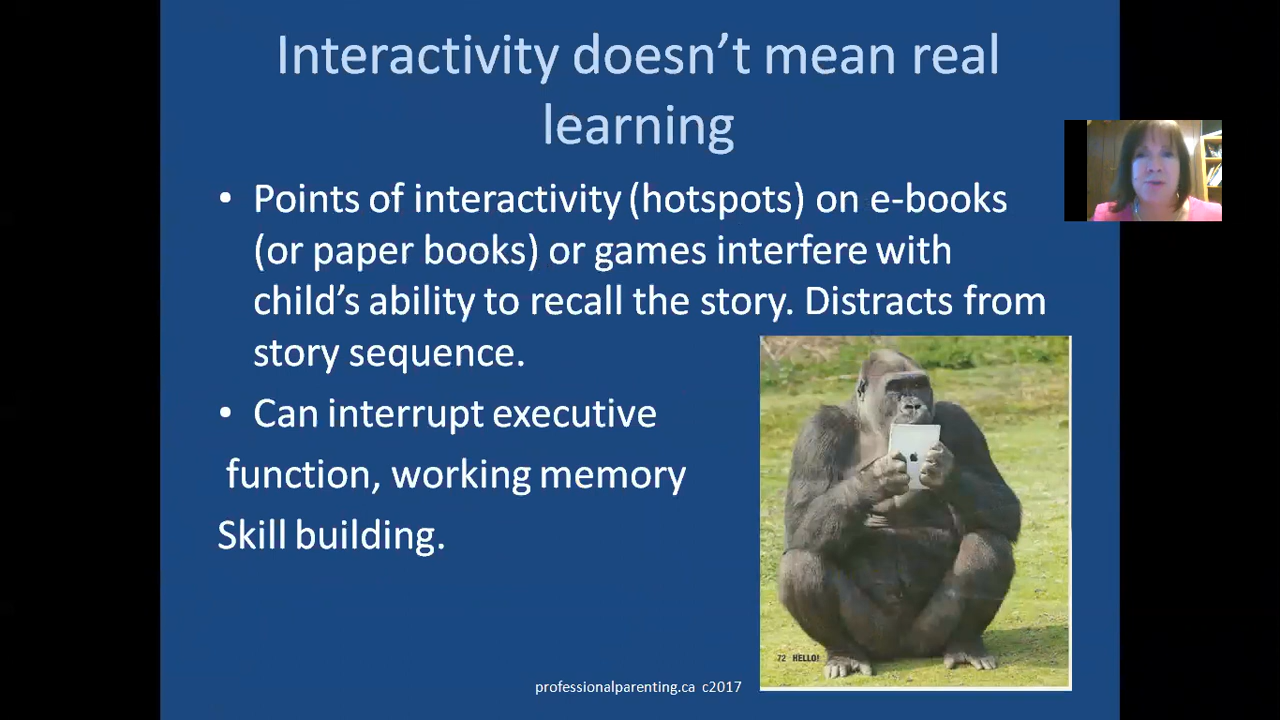 Interactivity doesn’t mean real
learning
• Points of interactivity (hotspots) on e-books
(or paper books) or games interfere with
child’s ability to recall the story. Distracts from
story sequence.
• Can interrupt executive
function, working memory
Skill building.
72 HELLO!
professionalparenting.ca c2017